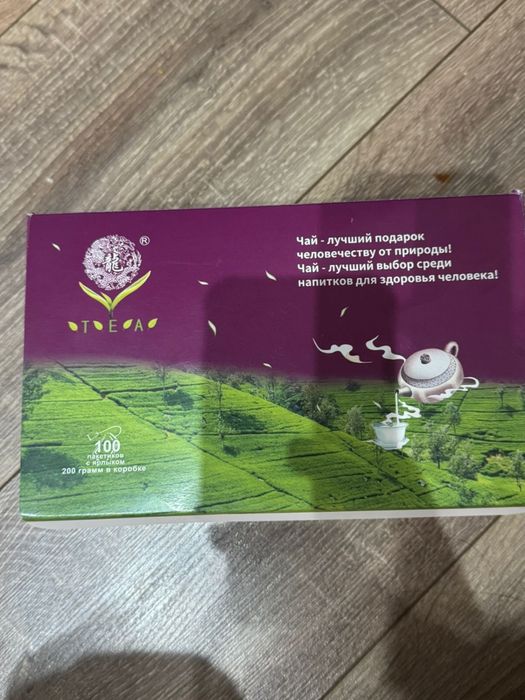 龍
®
T E A
Чай - лучший подарок
человечеству от природы!
Чай - лучший выбор среди
напитков для здоровья человека!
100
пакетиков
с ярлыком
200 грамм в коробке